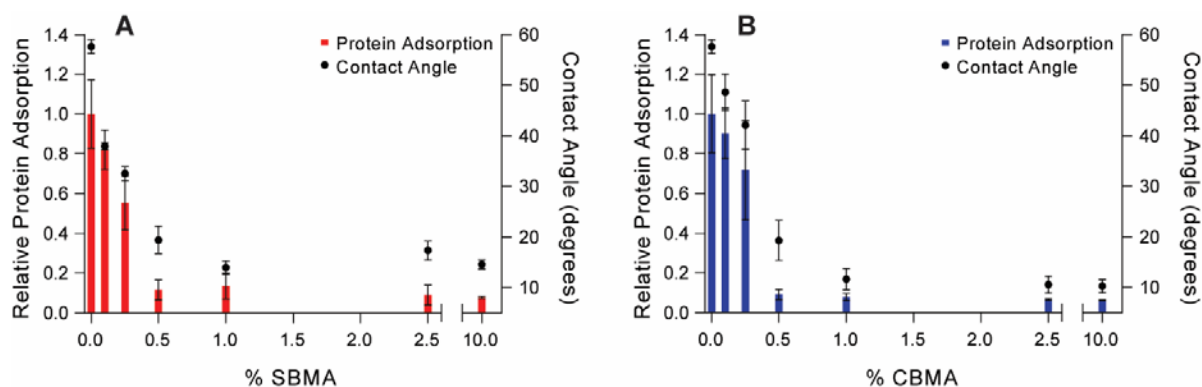 A
Relative Protein Adsorption
1.4
1.2
1.0
0.8
0.6
0.4
0.2
0.0
Protein Adsorption
Contact Angle
60
50
40
30
20
10
Contact Angle (degrees)
0.0 0.5 1.0 1.5 2.0 2.5 10.0
% SBMA
B
Relative Protein Adsorption
1.4
1.2
1.0
0.8
0.6
0.4
0.2
0.0
Protein Adsorption
Contact Angle
60
50
40
30
20
10
Contact Angle (degrees)
0.0 0.5 1.0 1.5 2.0 2.5 10.0
% CBMA